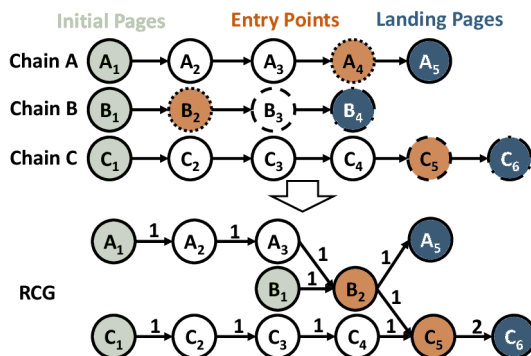 Initial Pages Entry Points Landing Pages
Chain A A1 A2 A3 A4 A5
Chain B B1 B2 B3 B4
Chain C C1 C2 C3 C4 C5 C6
A1 1 A2 1 A3 1 1 A5
RCG B1 1 B2 1
C1 1 C2 1 C3 1 C4 1 C5 2 C6